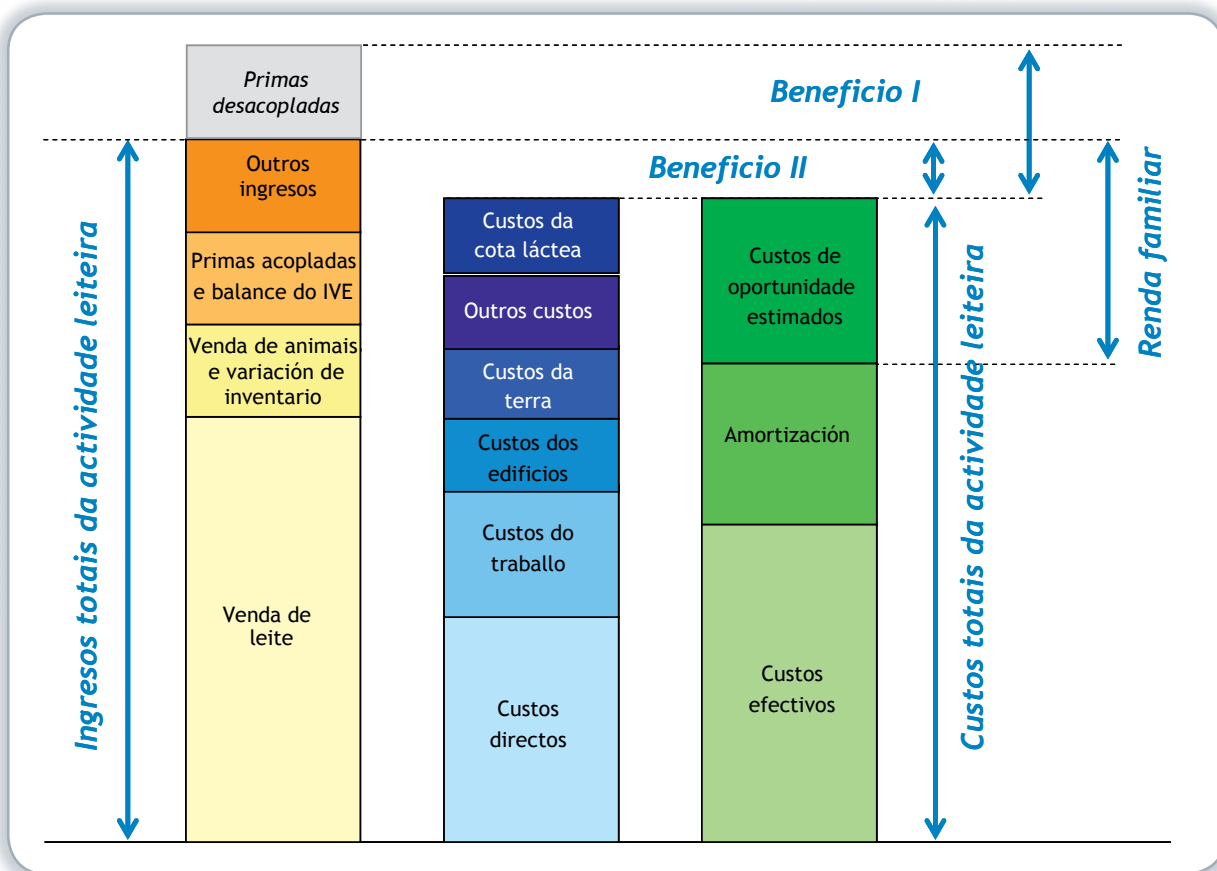 Primas
desacopladas
Beneficio I
Outros
ingresos
Beneficio II
Primas acopladas
e balance do IVE
Venda de animais
e variación de
inventario
Venda de
leite
Ingresos totais da actividade leiteira
Custos da
cota láctea
Outros custos
Custos da
terra
Custos dos
edificios
Custos do
traballo
Custos
directos
Custos de
oportunidade
estimados
Amortización
Custos
efectivos
Custos totais da actividade leiteira
Renda familiar